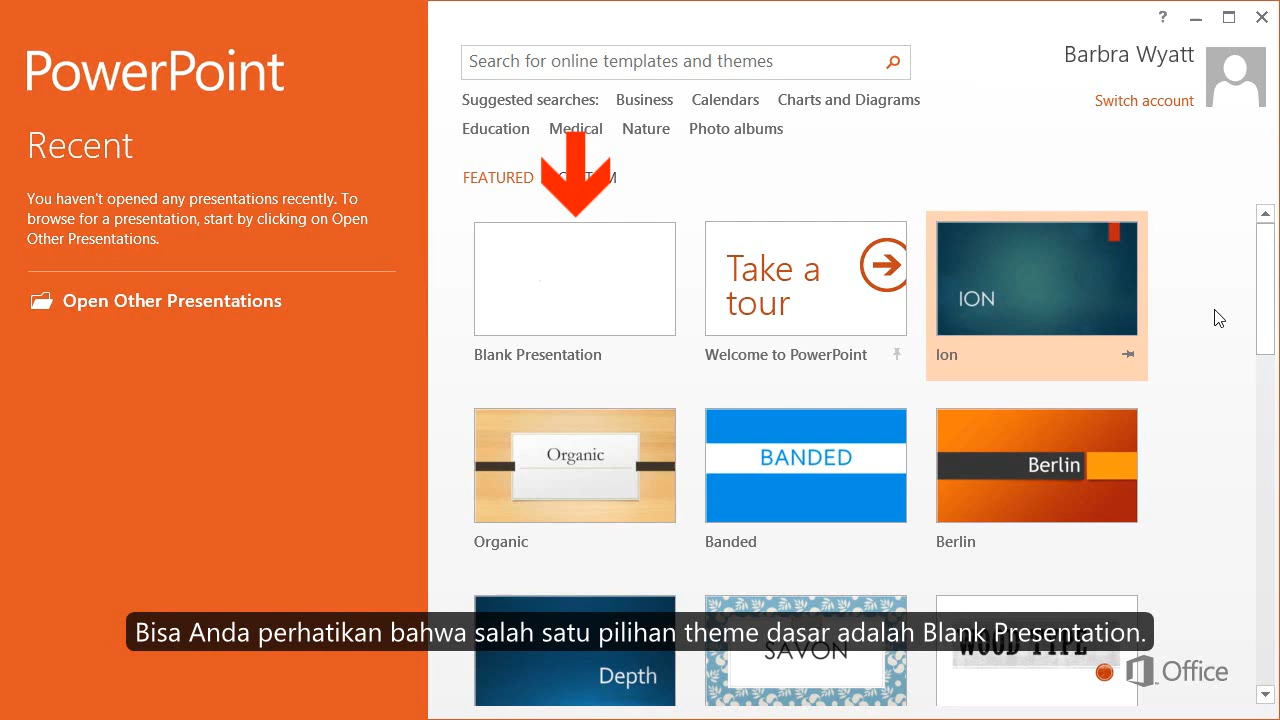 PowerPoint
Recent
You haven't opened any presentations recently. To
browse for a presentation, start by clicking on Open
Other Presentations.
Open Other Presentations
?
Search for online templates and themes
Barbra Wyatt
Switch account
Suggested searches: Business Calendars Charts and Diagrams
Education Medical Nature Photo albums
FEATURED
Take a
tour
ION
Blank Presentation
Welcome to PowerPoint
Ion
Organic
BANDED
Berlin
Organic
Banded
Berlin
Depth
SAVON
WOOD TYPE
Bisa Anda perhatikan bahwa salah satu pilihan theme dasar adalah Blank Presentation.
Office